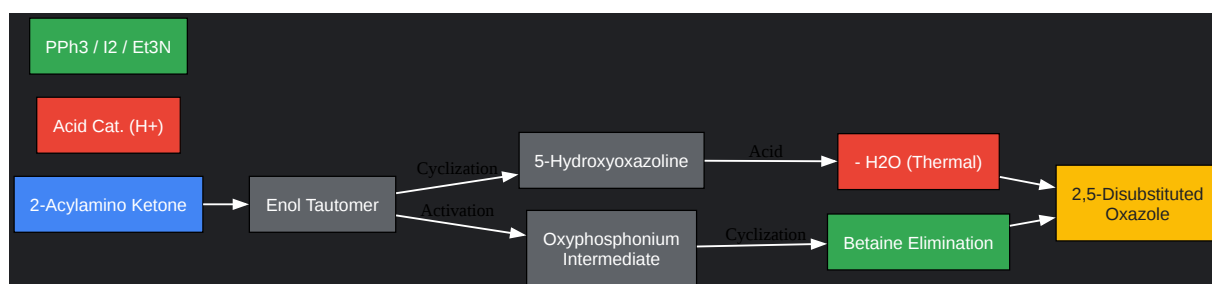 PPh3 / I2 / Et3N
Acid Cat. (H+)
2-Acylamino Ketone
Enol Tautomer
Cyclization
Activation
5-Hydroxyoxazoline
Oxyphosphonium
Intermediate
Acid
Cyclization
- H2O (Thermal)
Betaine Elimination
2,5-Disubstituted
Oxazole